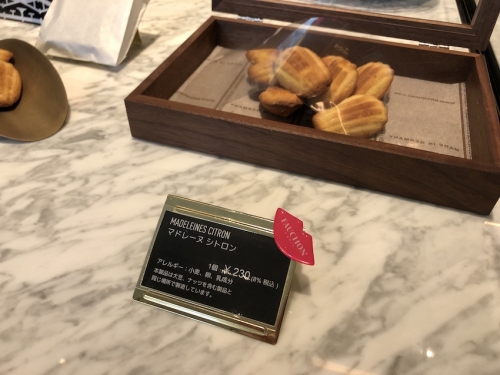 MADELEINES CITRON
マドレーヌ シトロン
FAUCHON
1個 ¥230 (8% 税込)
アレルギー：小麦、卵、乳成分
本製品は大豆、ナッツを含む製品と
同じ場所で製造しています。